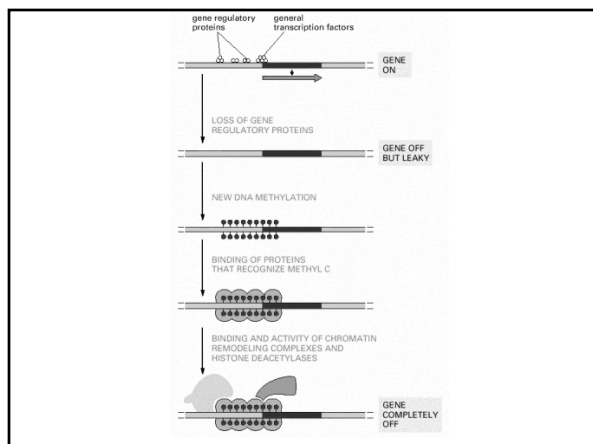 gene regulatory
proteins
general
transcription factors
GENE
ON
LOSS OF GENE
REGULATORY PROTEINS
GENE OFF
BUT LEAKY
NEW DNA METHYLATION
BINDING OF PROTEINS
THAT RECOGNIZE METHYL C
BINDING AND ACTIVITY OF CHROMATIN
REMODELING COMPLEXES AND
HISTONE DEACETYLASES
GENE
COMPLETELY
OFF